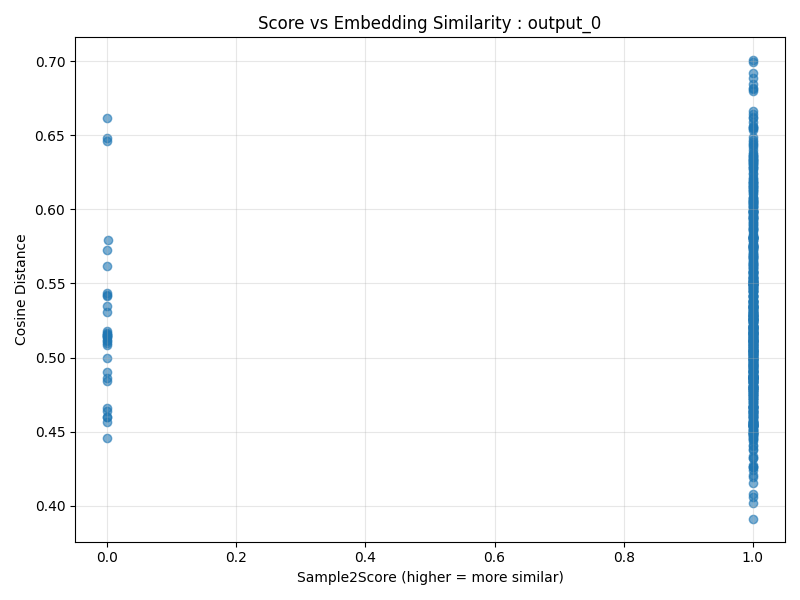 Score vs Embedding Similarity : output_0
Cosine Distance
0.70
0.65
0.60
0.55
0.50
0.45
0.40
0.0 0.2 0.4 0.6 0.8 1.0
Sample2Score (higher = more similar)